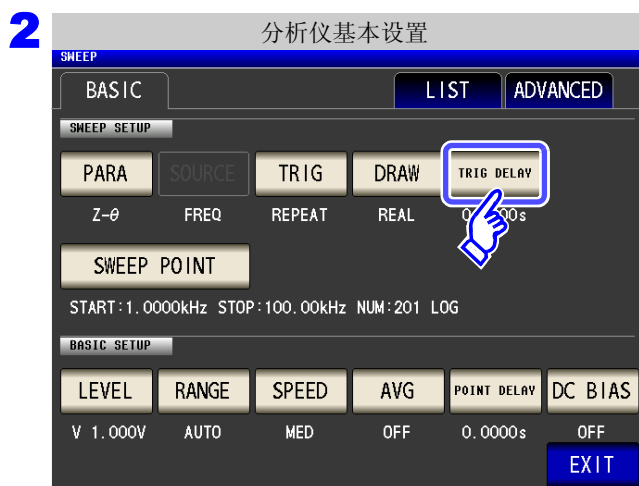 2
分析仪基本设置
SWEEP
BASIC LIST ADVANCED
SWEEP SETUP
PARA SOURCE TRIG DRAW TRIG DELAY
Z-θ FREQ REPEAT REAL
SWEEP POINT
START:1.0000kHz STOP:100.00kHz NUM:201 LOG
BASIC SETUP
LEVEL RANGE SPEED AVG POINT DELAY DC BIAS
V 1.000V AUTO MED OFF 0.0000s OFF
EXIT